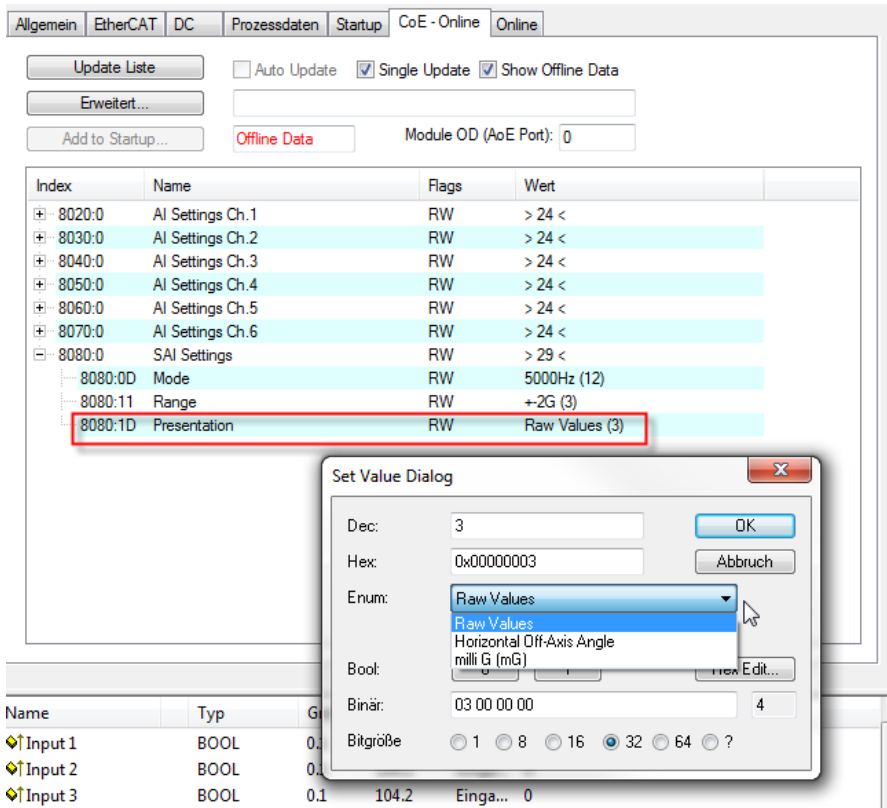 Allgemein EtherCAT DC Prozessdaten Startup CoE - Online Online
Update Liste Auto Update Single Update Show Offline Data
Erweitert...
Add to Startup... Offline Data Module OD (AoE Port): 0
Index Name Flags Wert
8020:0 AI Settings Ch.1 RW > 24 <
8030:0 AI Settings Ch.2 RW > 24 <
8040:0 AI Settings Ch.3 RW > 24 <
8050:0 AI Settings Ch.4 RW > 24 <
8060:0 AI Settings Ch.5 RW > 24 <
8070:0 AI Settings Ch.6 RW > 24 <
8080:0 SAI Settings RW > 29 <
8080:0D Mode RW 5000Hz (12)
8080:11 Range RW +-2G (3)
8080:1D Presentation RW Raw Values (3)
Set Value Dialog
Dec: 3 OK
Hex: 0x00000003 Abbruch
Enum: Raw Values
Raw Values
Horizontal Off-Axis Angle
milli G (mG)
Bool: Hex Edit...
Binär: 03 00 00 00 4
Bitgröße 1 8 16 32 64 ?
Name Typ
Input 1 BOOL
Input 2 BOOL
Input 3 BOOL 0.1 104.2 Einga... 0